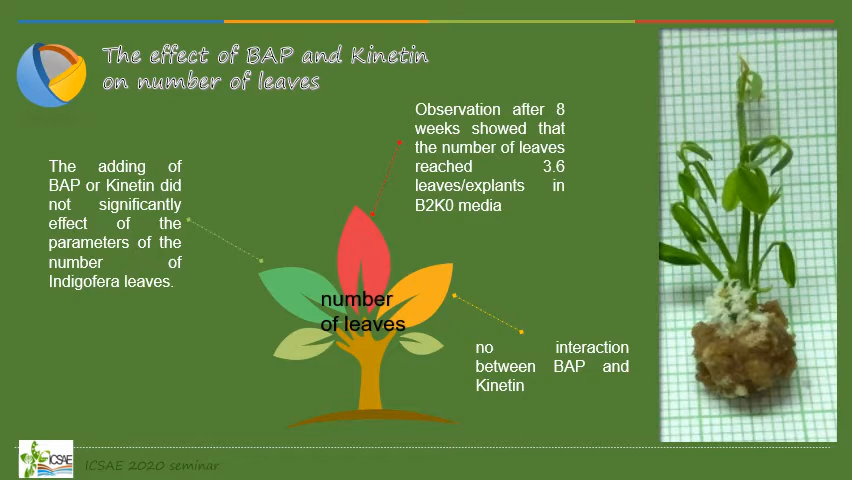 The effect of BAP and Kinetin
on number of leaves
Observation after 8
weeks showed that
the number of leaves
reached 3.6
leaves/explants in
B2K0 media
The adding of
BAP or Kinetin did
not significantly
effect of the
parameters of the
number of
Indigofera leaves.
number
of leaves
no interaction
between BAP and
Kinetin
ICSAE
ICSAE 2020 seminar